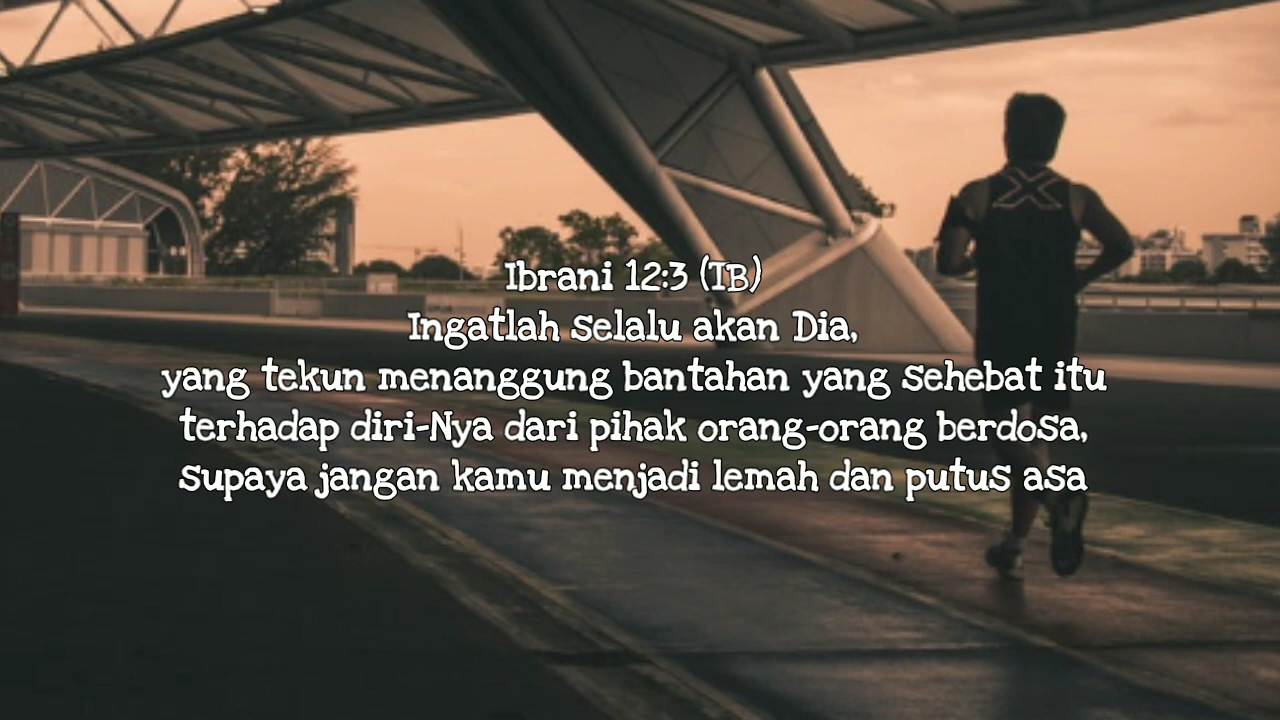 Ibrani 12:3 (IB)
Ingatlah selalu akan Dia,
yang tekun menanggung bantahan yang sehebat itu
terhadap diri-Nya dari pihak orang-orang berdosa,
supaya jangan kamu menjadi lemah dan putus asa